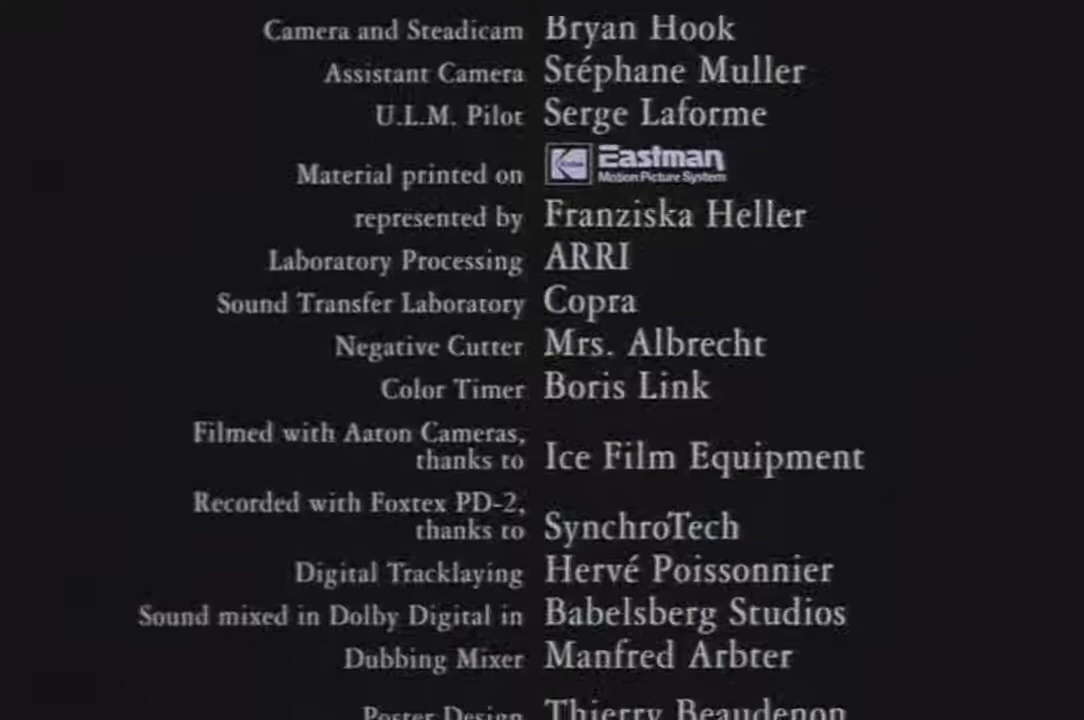 Camera and Steadicam Bryan Hook
Assistant Camera Stéphane Muller
U.L.M. Pilot Serge Laforme
Material printed on Kodak Eastman
Motion Picture System
represented by Franziska Heller
Laboratory Processing ARRI
Sound Transfer Laboratory Copra
Negative Cutter Mrs. Albrecht
Color Timer Boris Link
Filmed with Aaton Cameras,
thanks to Ice Film Equipment
Recorded with Foxtex PD-2,
thanks to SynchroTech
Digital Tracklaying Hervé Poissonnier
Sound mixed in Dolby Digital in Babelsberg Studios
Dubbing Mixer Manfred Arbter
Poster Design Thierry Beaudenon